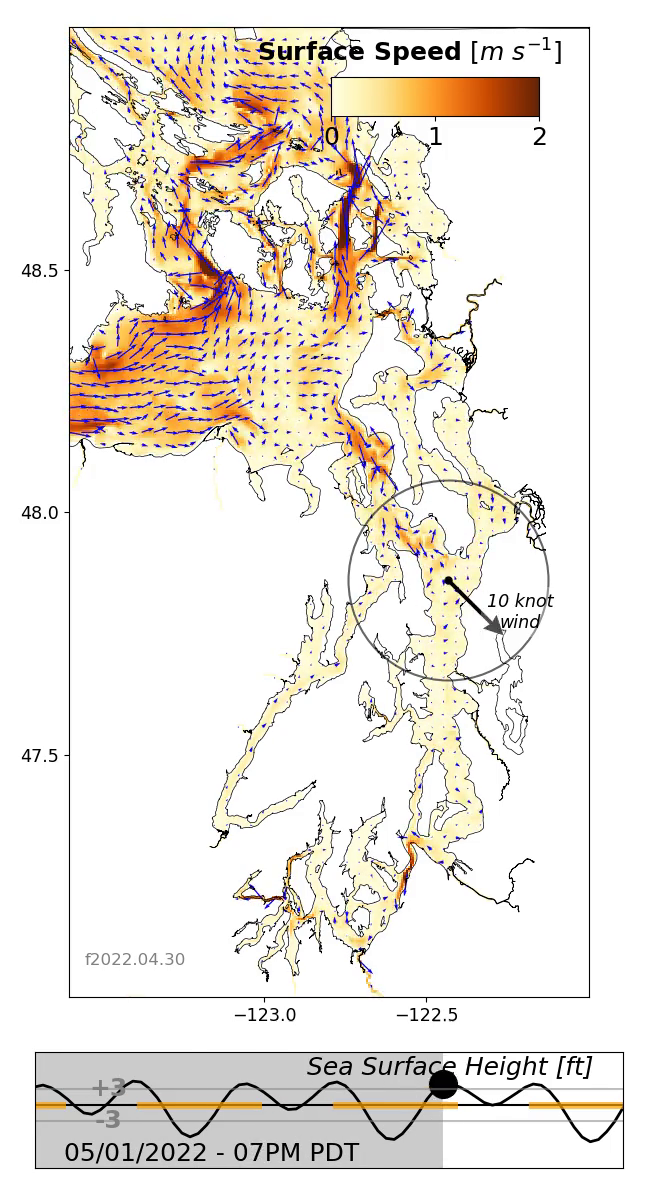 Surface Speed [m s⁻¹]
0 1 2
48.5
48.0
10 knot
wind
47.5
f2022.04.30
−123.0 −122.5
Sea Surface Height [ft]
+3
-3
05/01/2022 - 07PM PDT